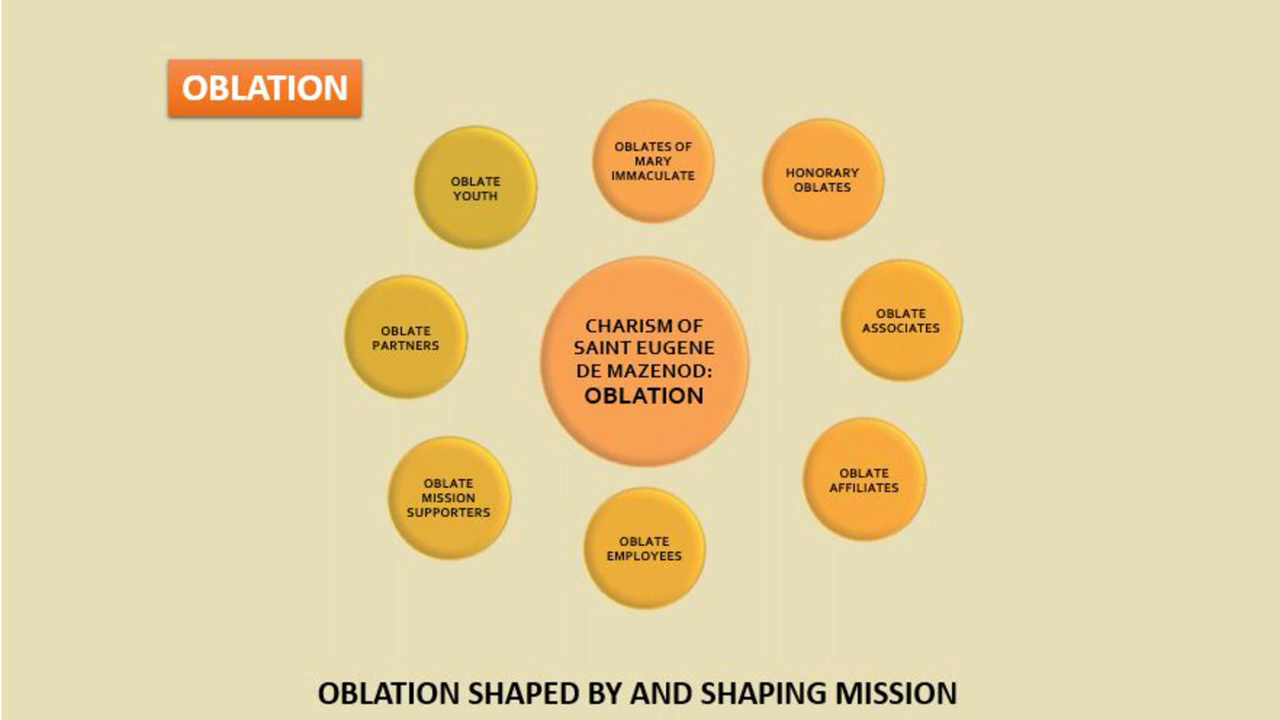 OBLATION
OBLATES OF
MARY
IMMACULATE
HONORARY
OBLATES
OBLATE
YOUTH
OBLATE
ASSOCIATES
OBLATE
PARTNERS
CHARISM OF
SAINT EUGENE
DE MAZENOD:
OBLATION
OBLATE
AFFILIATES
OBLATE
MISSION
SUPPORTERS
OBLATE
EMPLOYEES
OBLATION SHAPED BY AND SHAPING MISSION